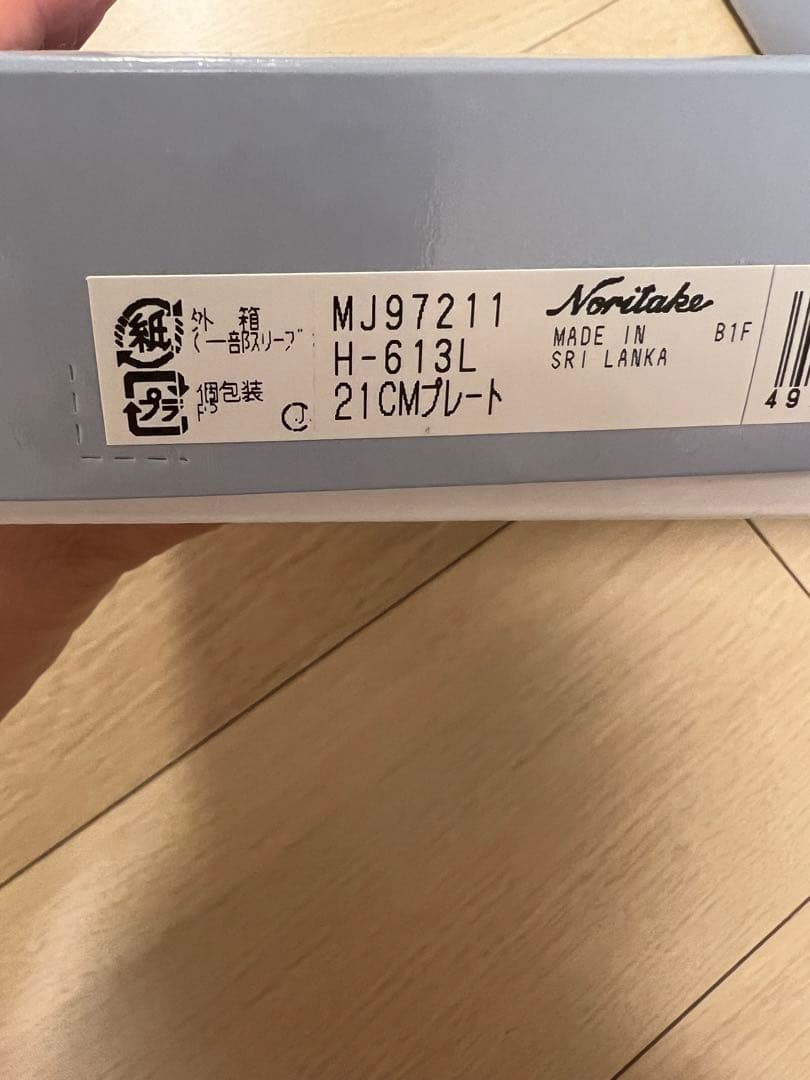 紙
外 箱
(一部スリーブ
プラ
個包装
P.P
J
MJ97211
H-613L
21CMプレート
Noritake
MADE IN
SRI LANKA
B1F
49